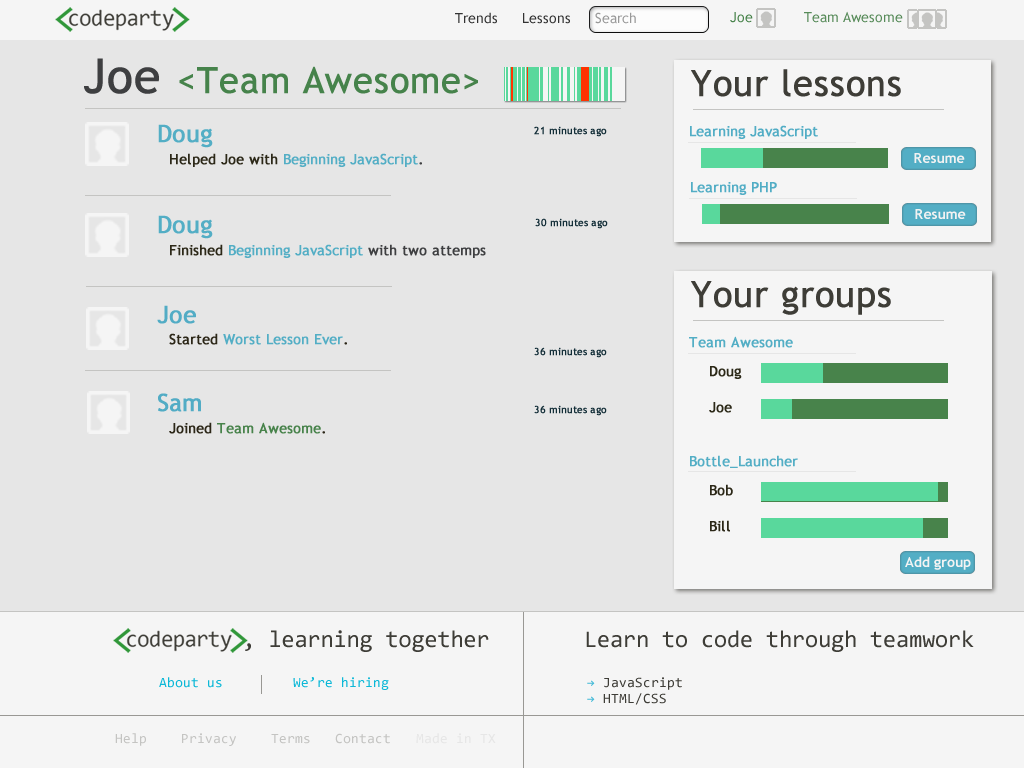 <codeparty>
Trends
Lessons
Search
Joe
Team Awesome
Joe <Team Awesome>
Doug
21 minutes ago
Helped Joe with Beginning JavaScript.
Doug
30 minutes ago
Finished Beginning JavaScript with two attemps
Joe
Started Worst Lesson Ever.
36 minutes ago
Sam
36 minutes ago
Joined Team Awesome.
Your lessons
Learning JavaScript
Resume
Learning PHP
Resume
Your groups
Team Awesome
Doug
Joe
Bottle_Launcher
Bob
Bill
Add group
<codeparty>, learning together
About us
We’re hiring
Learn to code through teamwork
→ JavaScript
→ HTML/CSS
Help
Privacy
Terms
Contact
Made in TX